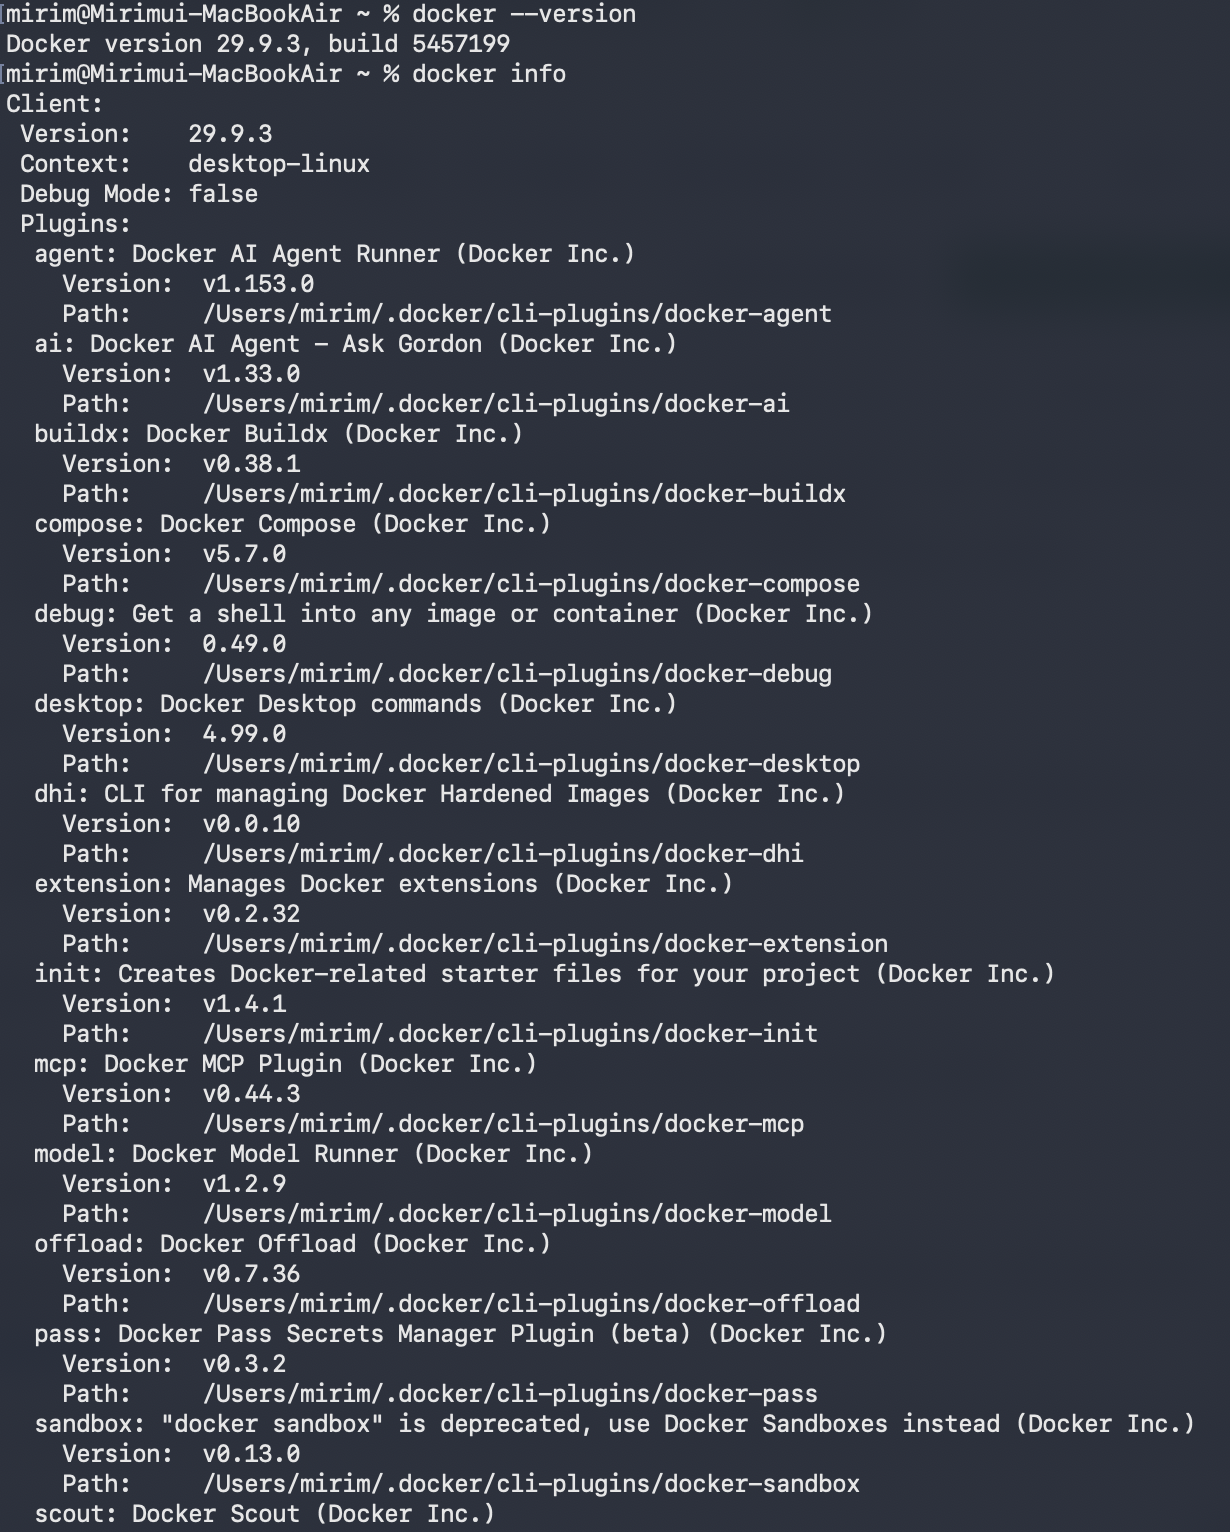 mirim@Mirimui-MacBookAir ~ % docker --version
Docker version 29.9.3, build 5457199
mirim@Mirimui-MacBookAir ~ % docker info
Client:
 Version:    29.9.3
 Context:    desktop-linux
 Debug Mode: false
 Plugins:
  agent: Docker AI Agent Runner (Docker Inc.)
    Version:  v1.153.0
    Path:     /Users/mirim/.docker/cli-plugins/docker-agent
  ai: Docker AI Agent - Ask Gordon (Docker Inc.)
    Version:  v1.33.0
    Path:     /Users/mirim/.docker/cli-plugins/docker-ai
  buildx: Docker Buildx (Docker Inc.)
    Version:  v0.38.1
    Path:     /Users/mirim/.docker/cli-plugins/docker-buildx
  compose: Docker Compose (Docker Inc.)
    Version:  v5.7.0
    Path:     /Users/mirim/.docker/cli-plugins/docker-compose
  debug: Get a shell into any image or container (Docker Inc.)
    Version:  0.49.0
    Path:     /Users/mirim/.docker/cli-plugins/docker-debug
  desktop: Docker Desktop commands (Docker Inc.)
    Version:  4.99.0
    Path:     /Users/mirim/.docker/cli-plugins/docker-desktop
  dhi: CLI for managing Docker Hardened Images (Docker Inc.)
    Version:  v0.0.10
    Path:     /Users/mirim/.docker/cli-plugins/docker-dhi
  extension: Manages Docker extensions (Docker Inc.)
    Version:  v0.2.32
    Path:     /Users/mirim/.docker/cli-plugins/docker-extension
  init: Creates Docker-related starter files for your project (Docker Inc.)
    Version:  v1.4.1
    Path:     /Users/mirim/.docker/cli-plugins/docker-init
  mcp: Docker MCP Plugin (Docker Inc.)
    Version:  v0.44.3
    Path:     /Users/mirim/.docker/cli-plugins/docker-mcp
  model: Docker Model Runner (Docker Inc.)
    Version:  v1.2.9
    Path:     /Users/mirim/.docker/cli-plugins/docker-model
  offload: Docker Offload (Docker Inc.)
    Version:  v0.7.36
    Path:     /Users/mirim/.docker/cli-plugins/docker-offload
  pass: Docker Pass Secrets Manager Plugin (beta) (Docker Inc.)
    Version:  v0.3.2
    Path:     /Users/mirim/.docker/cli-plugins/docker-pass
  sandbox: "docker sandbox" is deprecated, use Docker Sandboxes instead (Docker Inc.)
    Version:  v0.13.0
    Path:     /Users/mirim/.docker/cli-plugins/docker-sandbox
  scout: Docker Scout (Docker Inc.)